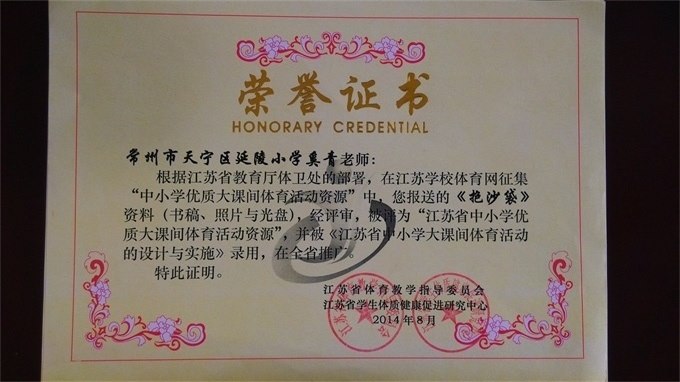 荣誉证书
HONORARY CREDENTIAL
常州市天宁区延陵小学奚青老师：
根据江苏省教育厅体卫处的部署，在江苏学校体育网征集
“中小学优质大课间体育活动资源”中，您报送的《抱沙袋》
资料（书稿、照片与光盘），经评审，被评为“江苏省中小学优
质大课间体育活动资源”，并被《江苏省中小学大课间体育活动
的设计与实施》录用，在全省推广。
特此证明。
江苏省体育教学指导委员会
江苏省学生体质健康促进研究中心
2014年8月